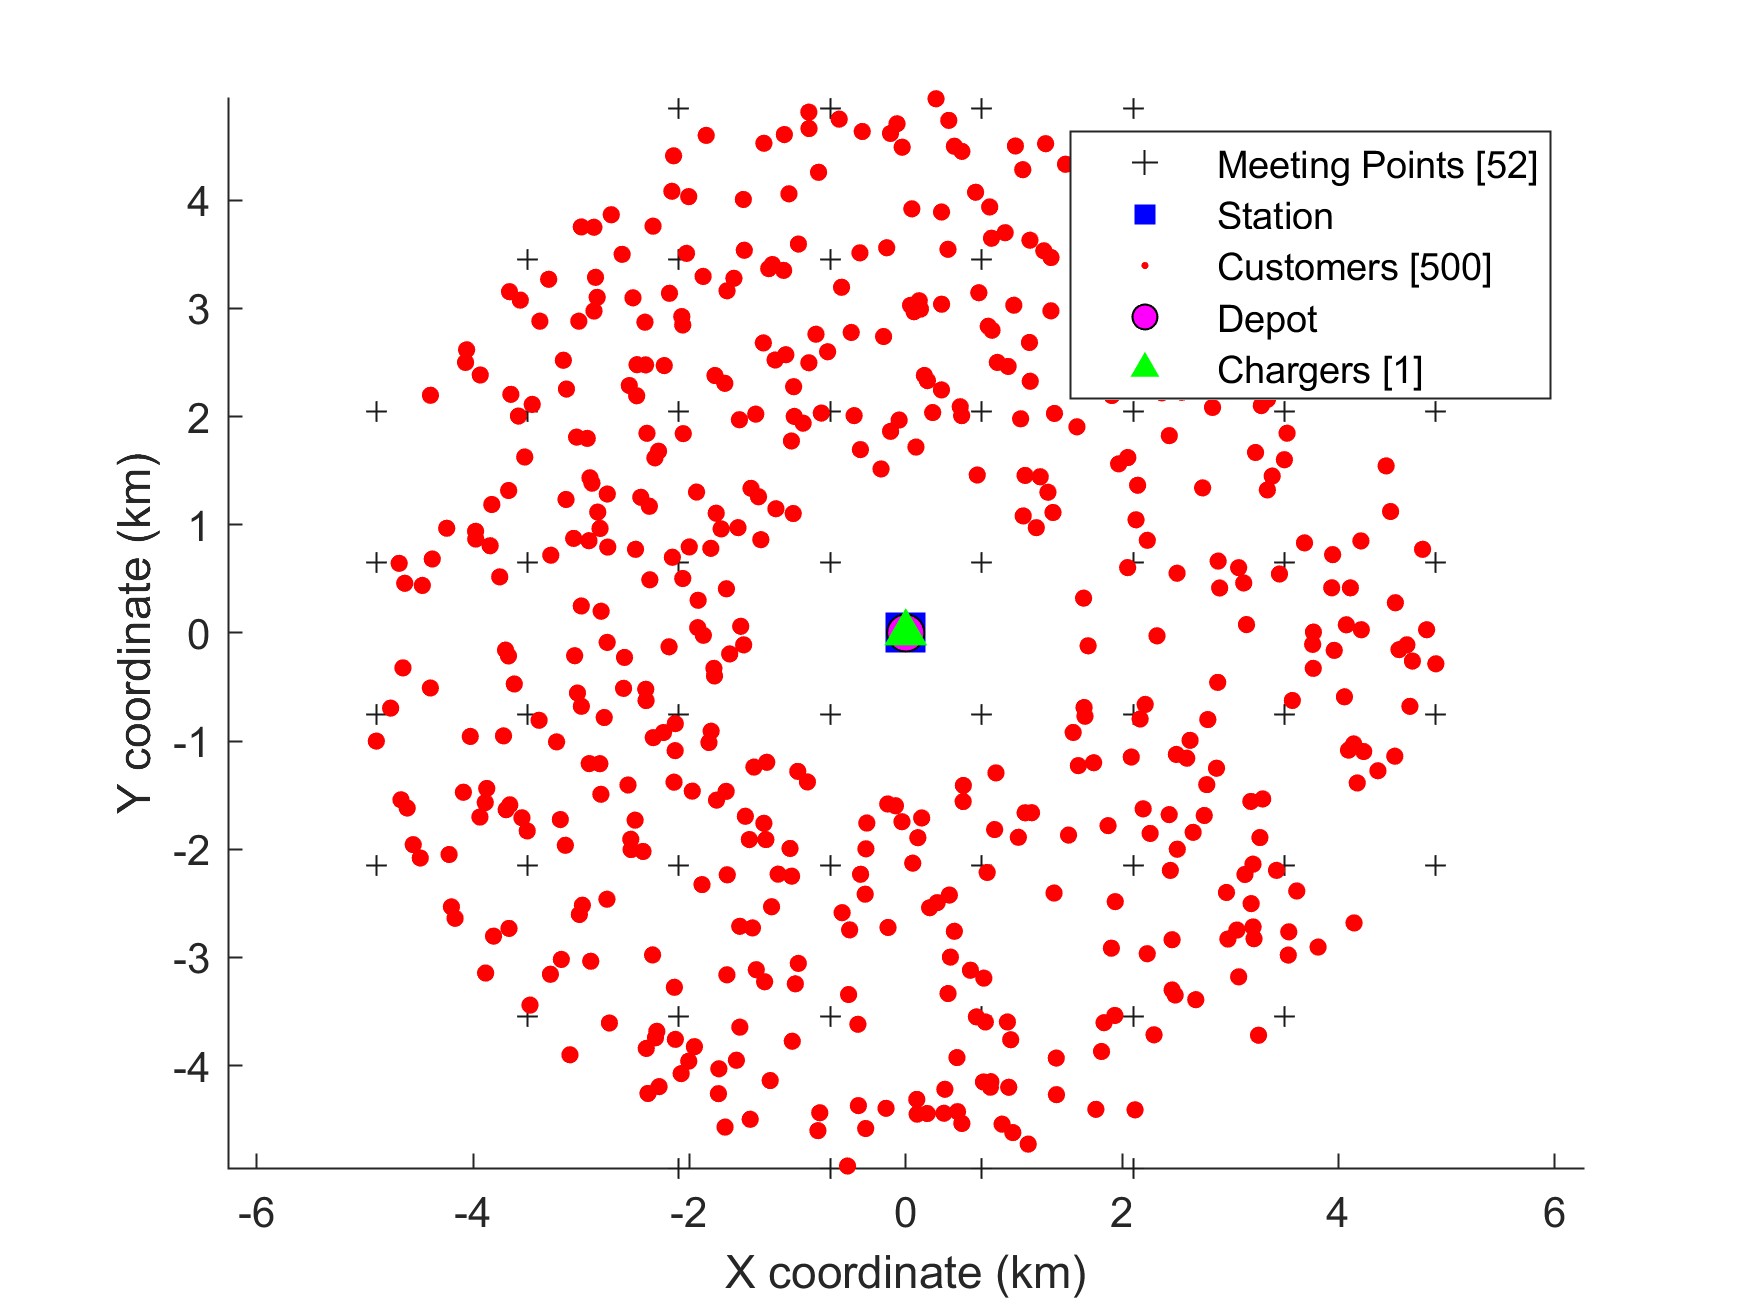 Meeting Points [52]
Station
Customers [500]
Depot
Chargers [1]
4
3
2
1
0
-1
-2
-3
-4
Y coordinate (km)
-6 -4 -2 0 2 4 6
X coordinate (km)